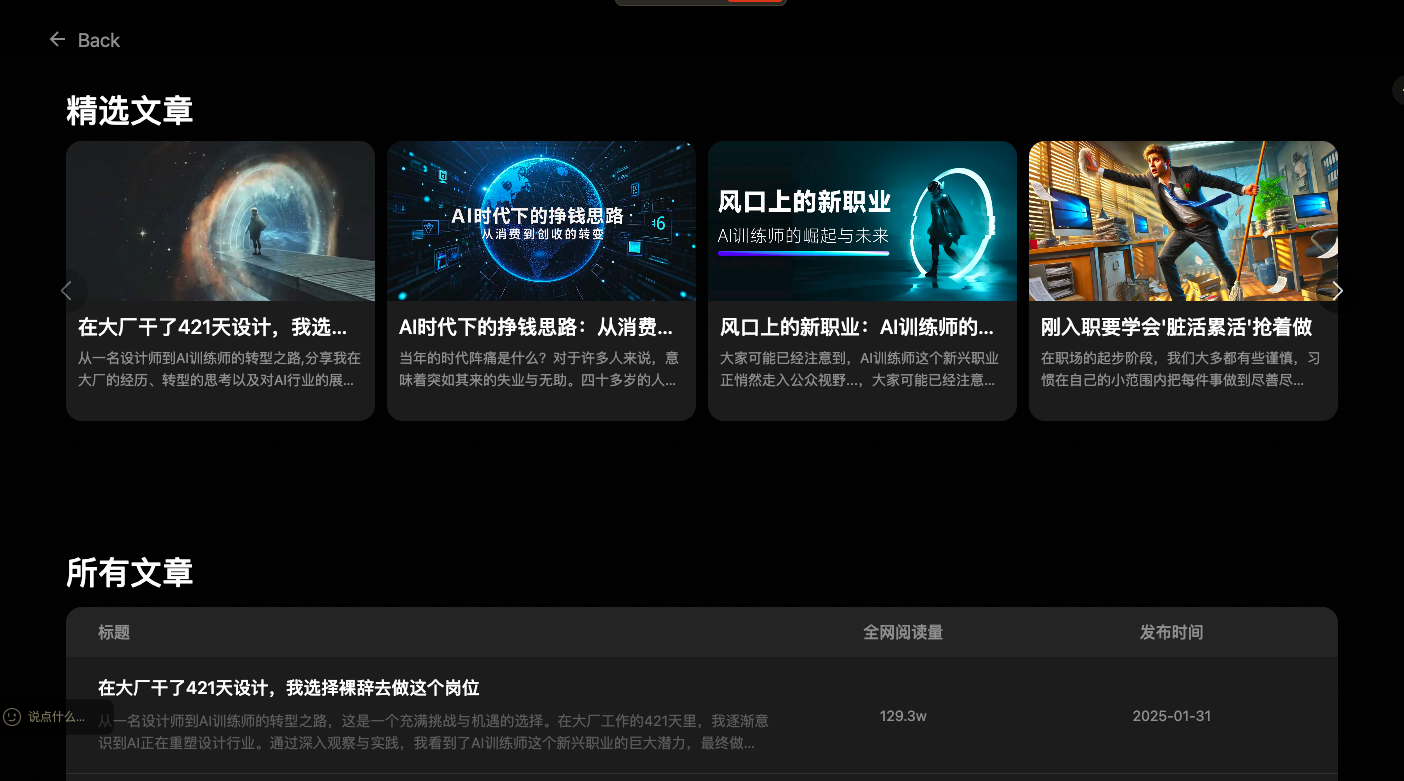 Back
精选文章
AI时代下的挣钱思路
从消费到创收的转变
风口上的新职业
AI训练师的崛起与未来
在大厂干了421天设计，我选...
从一名设计师到AI训练师的转型之路,分享我在
大厂的经历、转型的思考以及对AI行业的展...
AI时代下的挣钱思路：从消费...
当年的时代阵痛是什么？对于许多人来说，意
味着突如其来的失业与无助。四十多岁的人...
风口上的新职业：AI训练师的...
大家可能已经注意到，AI训练师这个新兴职业
正悄然走入公众视野...，大家可能已经注意...
刚入职要学会'脏活累活'抢着做
在职场的起步阶段，我们大多都有些谨慎，习
惯在自己的小范围内把每件事做到尽善尽...
所有文章
标题 全网阅读量 发布时间
在大厂干了421天设计，我选择裸辞去做这个岗位
从一名设计师到AI训练师的转型之路，这是一个充满挑战与机遇的选择。在大厂工作的421天里，我逐渐意
识到AI正在重塑设计行业。通过深入观察与实践，我看到了AI训练师这个新兴职业的巨大潜力，最终做...
129.3w 2025-01-31
说点什么...